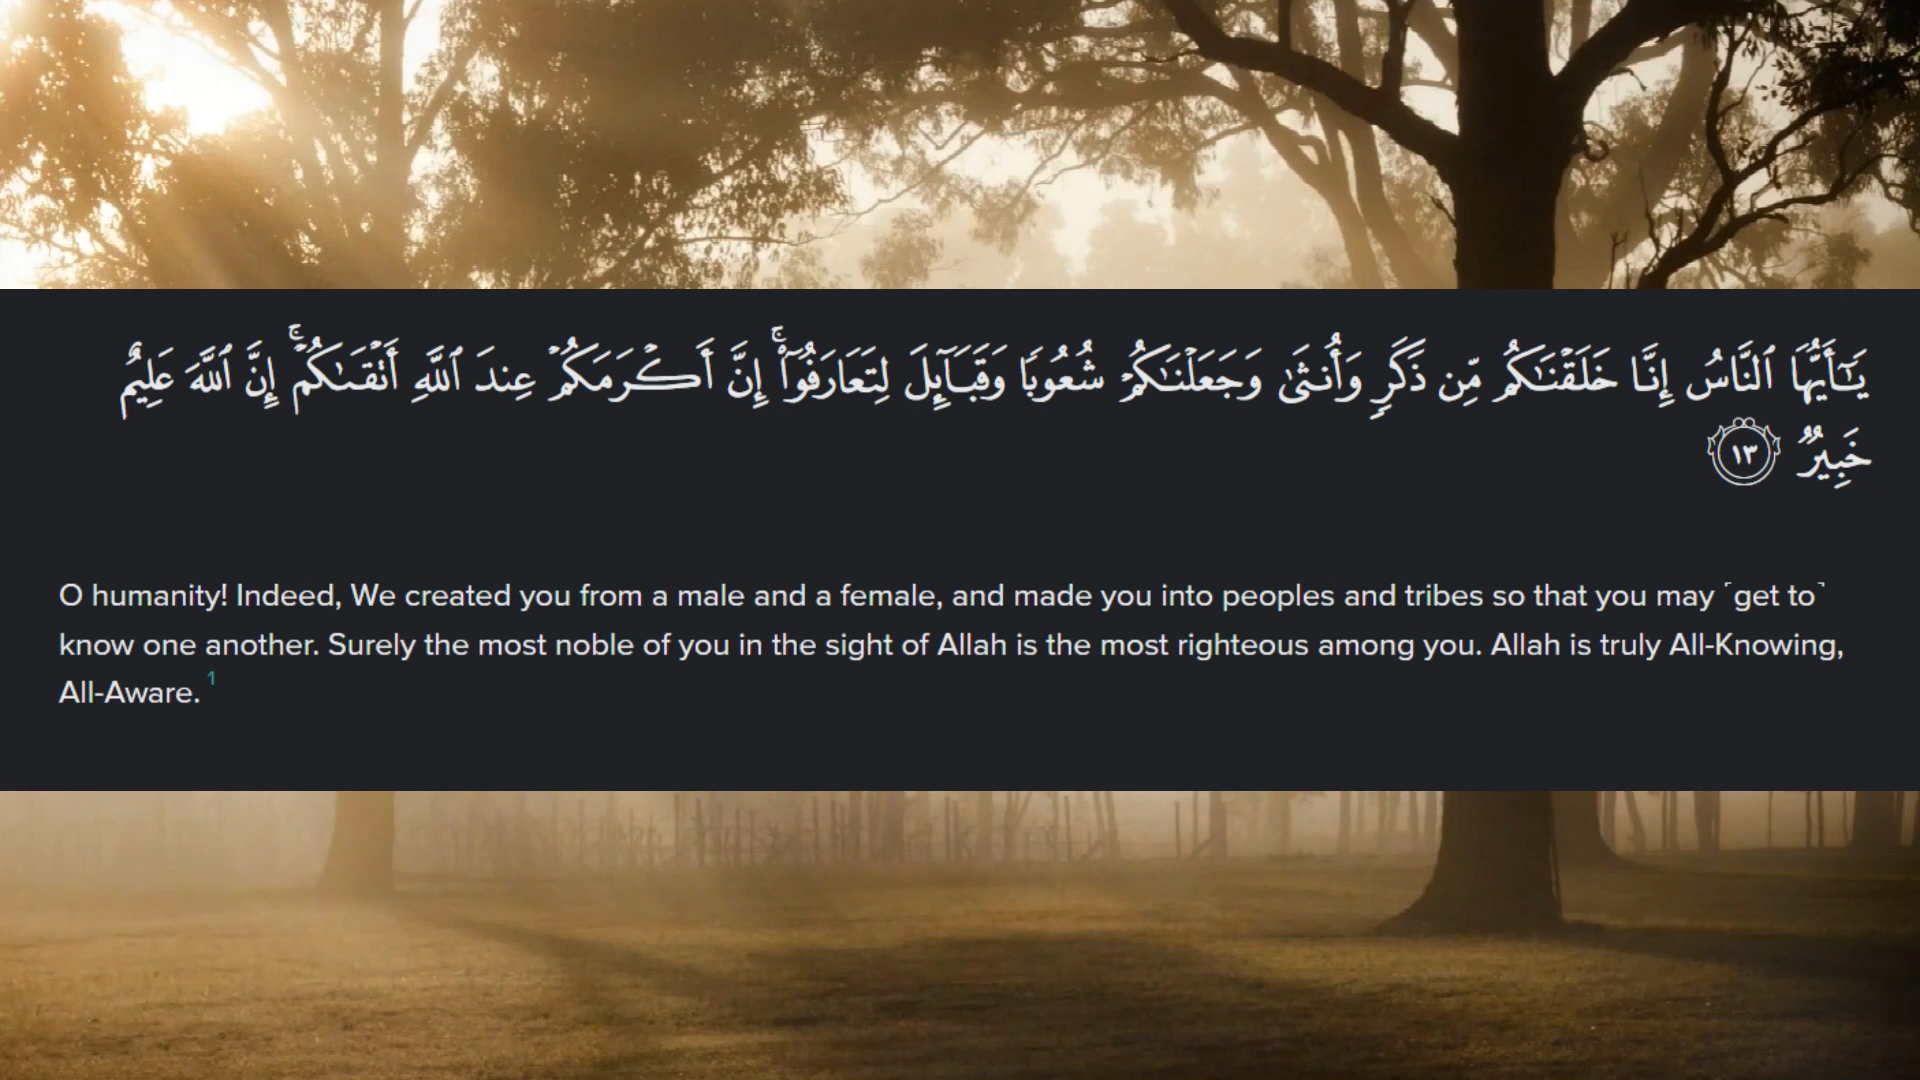 يَـٰٓأَيُّهَا ٱلنَّاسُ إِنَّا خَلَقْنَـٰكُم مِّن ذَكَرٍ وَأُنثَىٰ وَجَعَلْنَـٰكُمْ شُعُوبًا وَقَبَآئِلَ لِتَعَارَفُوٓا۟ ۚ إِنَّ أَكْرَمَكُمْ عِندَ ٱللَّهِ أَتْقَىٰكُمْ ۚ إِنَّ ٱللَّهَ عَلِيمٌ
خَبِيرٌ ١٣
O humanity! Indeed, We created you from a male and a female, and made you into peoples and tribes so that you may ˹get to˺
know one another. Surely the most noble of you in the sight of Allah is the most righteous among you. Allah is truly All-Knowing,
All-Aware. 1